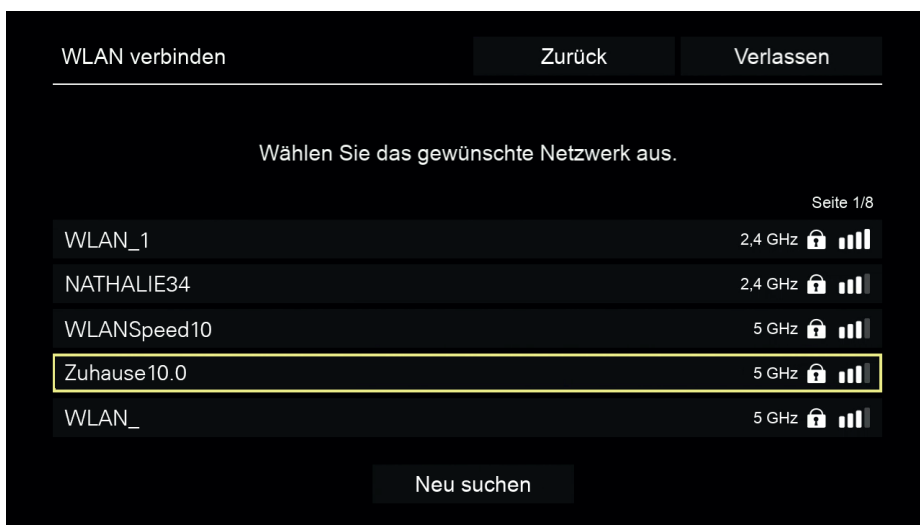 WLAN verbinden Zurück Verlassen
Wählen Sie das gewünschte Netzwerk aus.
Seite 1/8
WLAN_1 2,4 GHz
NATHALIE34 2,4 GHz
WLANSpeed10 5 GHz
Zuhause10.0 5 GHz
WLAN_ 5 GHz
Neu suchen